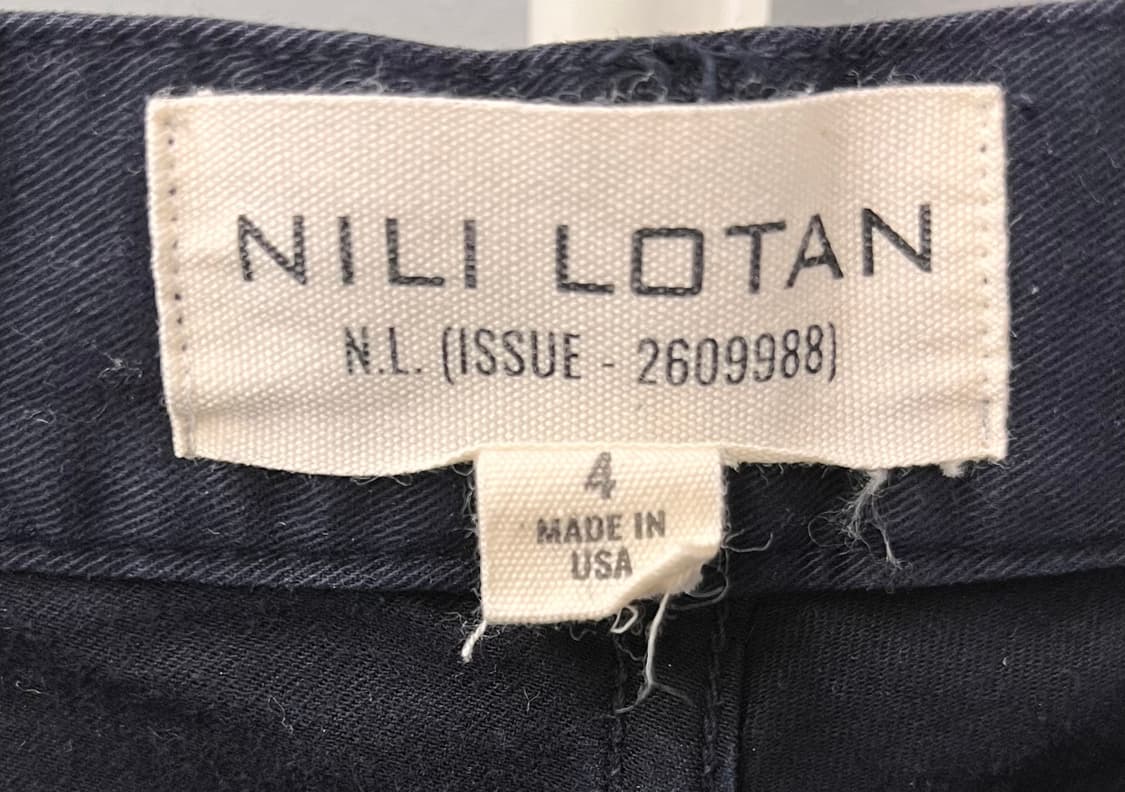 NILI LOTAN
N.L. (ISSUE - 2609988)
4
MADE IN
USA